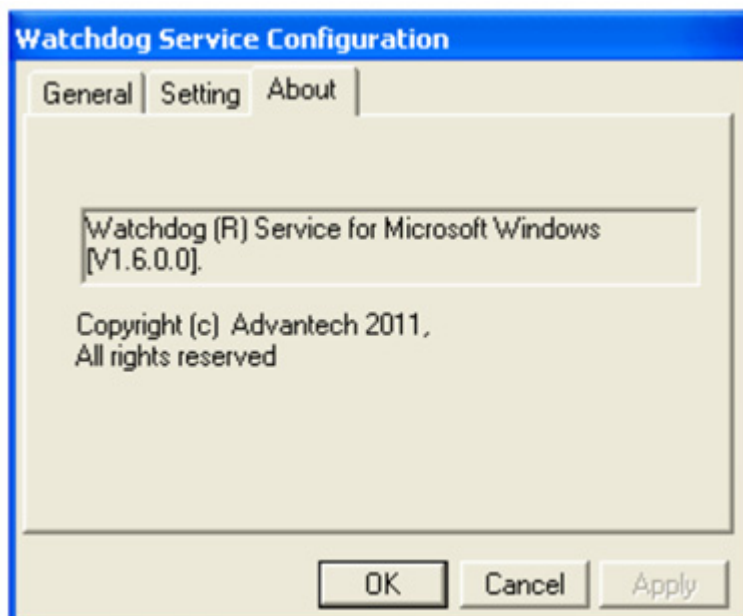 Watchdog Service Configuration
General Setting About
Watchdog (R) Service for Microsoft Windows
[V1.6.0.0].
Copyright (c) Advantech 2011,
All rights reserved
OK Cancel Apply